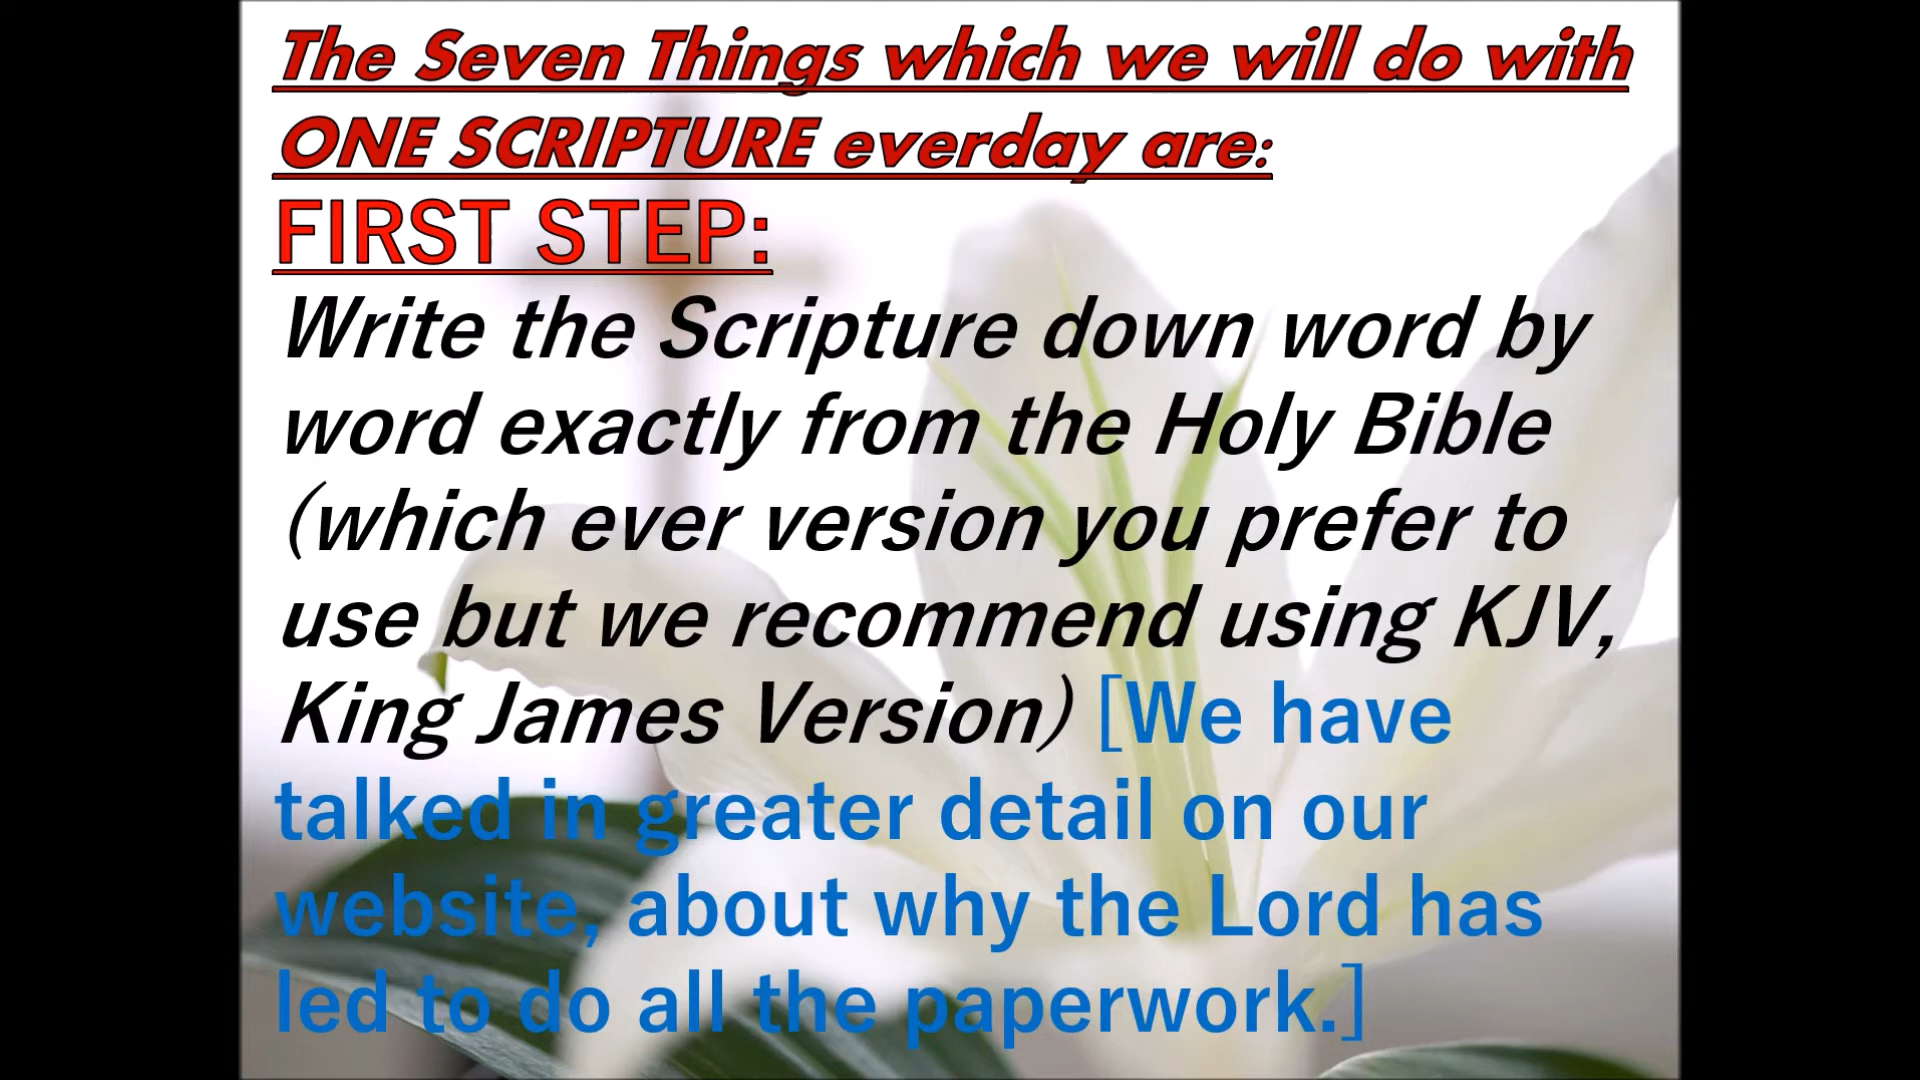 The Seven Things which we will do with
ONE SCRIPTURE everday are:
FIRST STEP:
Write the Scripture down word by
word exactly from the Holy Bible
(which ever version you prefer to
use but we recommend using KJV,
King James Version) [We have
talked in greater detail on our
website, about why the Lord has
led to do all the paperwork.]